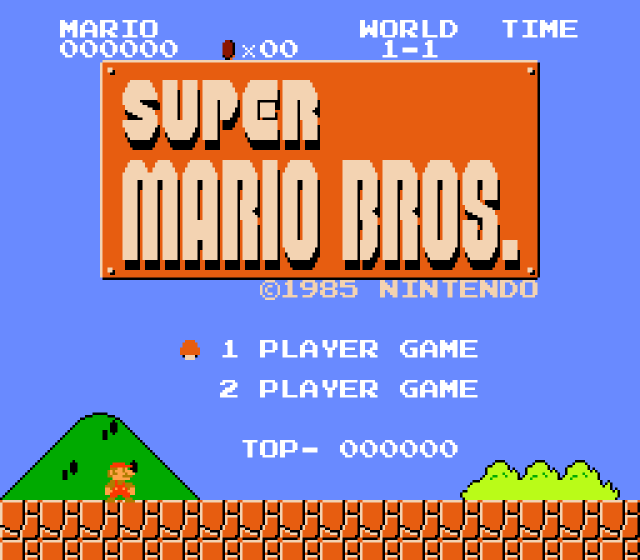 MARIO WORLD TIME
000000 ×00 1-1
SUPER
MARIO BROS.
©1985 NINTENDO
1 PLAYER GAME
2 PLAYER GAME
TOP- 000000